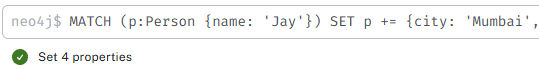 neo4j$ MATCH (p:Person {name: 'Jay'}) SET p += {city: 'Mumbai',
Set 4 properties